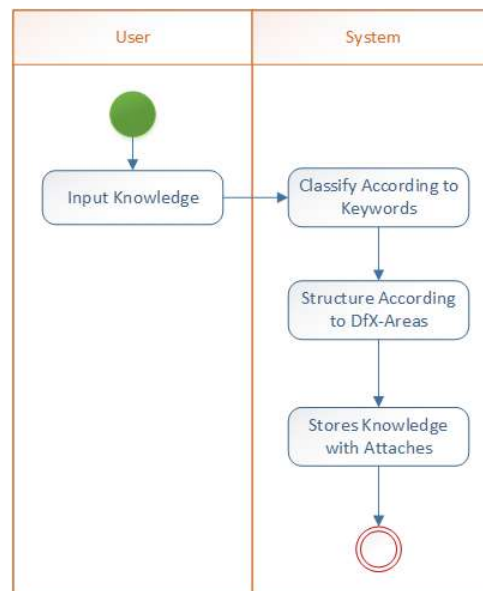 User
System
Input Knowledge
Classify According to
Keywords
Structure According
to DfX-Areas
Stores Knowledge
with Attaches